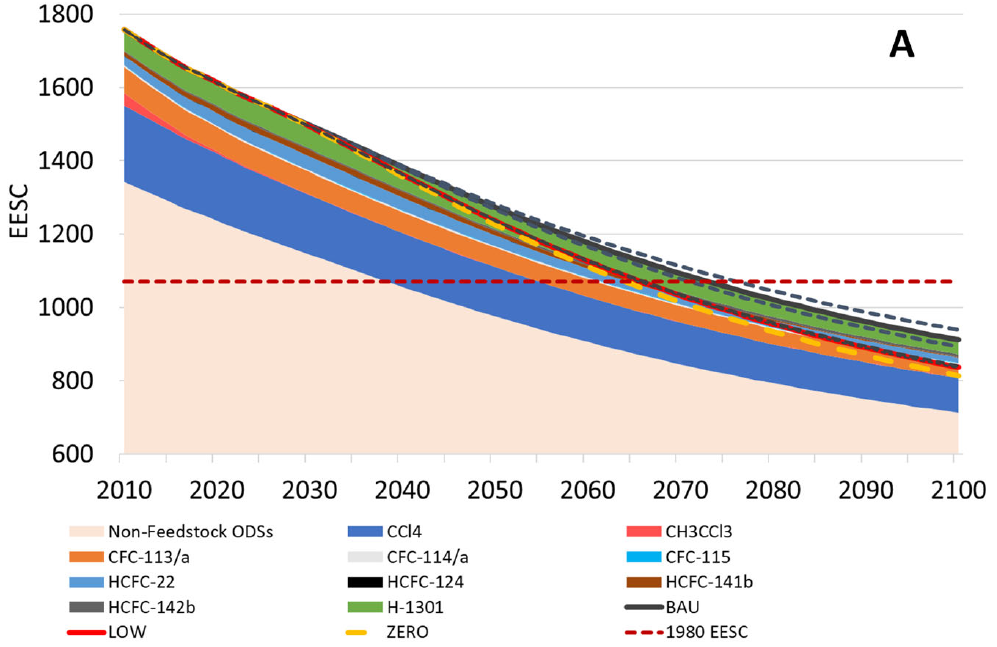 A
1800
1600
1400
1200
1000
800
600
EESC
2010 2020 2030 2040 2050 2060 2070 2080 2090 2100
Non-Feedstock ODSs CCl4 CH3CCl3
CFC-113/a CFC-114/a CFC-115
HCFC-22 HCFC-124 HCFC-141b
HCFC-142b H-1301 BAU
LOW ZERO 1980 EESC